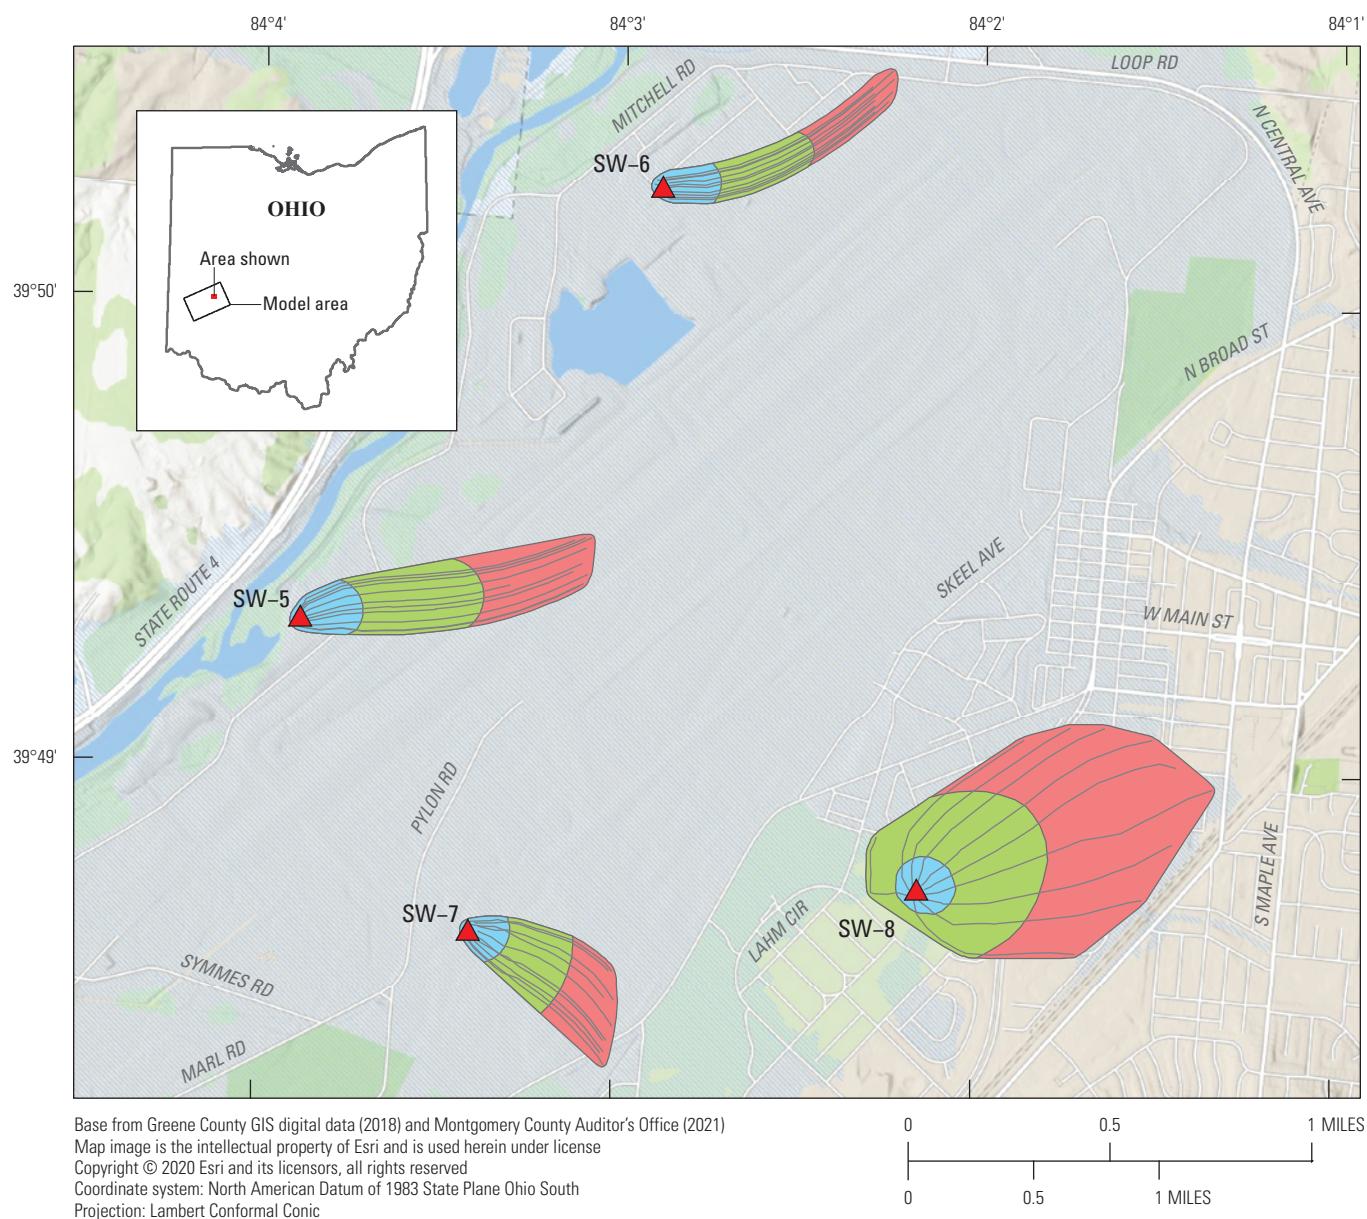 84°4'
84°3'
84°2'
84°1'
LOOP RD
MITCHELL RD
N CENTRAL AVE
SW–6
OHIO
Area shown
Model area
39°50'
N BROAD ST
SKEEL AVE
STATE ROUTE 4
SW–5
W MAIN ST
39°49'
PYLON RD
S MAPLE AVE
SW–7
LAHM CIR
SW–8
SYMMES RD
MARL RD
Base from Greene County GIS digital data (2018) and Montgomery County Auditor's Office (2021)
Map image is the intellectual property of Esri and is used herein under license
Copyright © 2020 Esri and its licensors, all rights reserved
Coordinate system: North American Datum of 1983 State Plane Ohio South
Projection: Lambert Conformal Conic
0 0.5 1 MILES
0 0.5 1 MILES